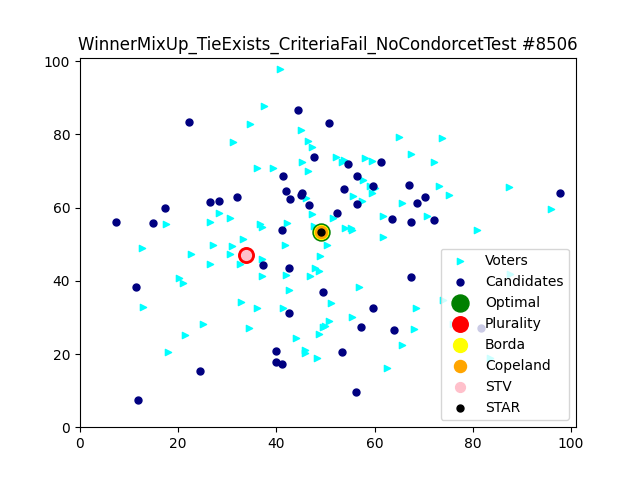 WinnerMixUp_TieExists_CriteriaFail_NoCondorcetTest #8506
100
80
60
40
20
0
0 20 40 60 80 100
Voters
Candidates
Optimal
Plurality
Borda
Copeland
STV
STAR